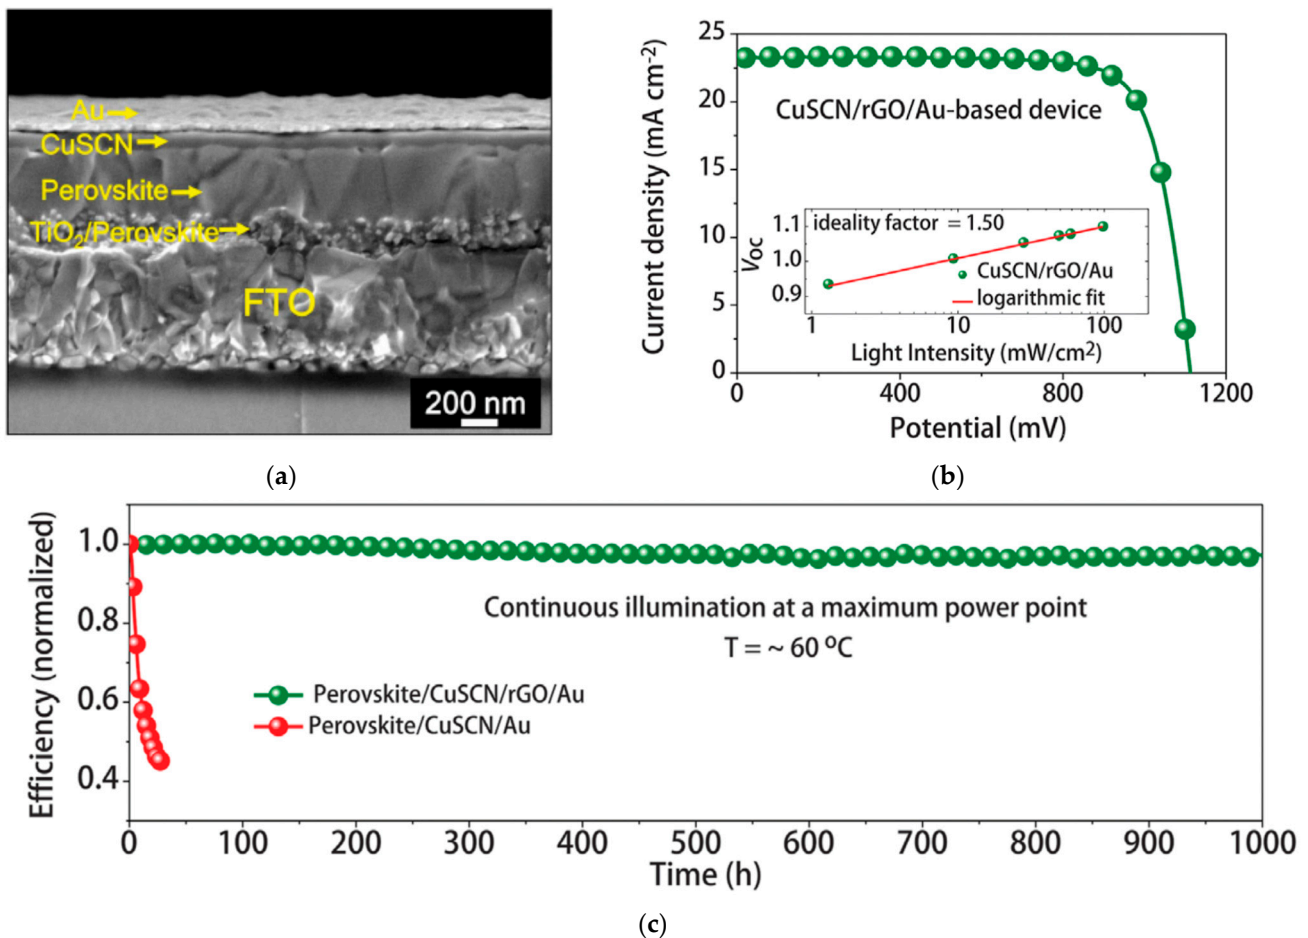 Au
CuSCN
Perovskite
TiO2/Perovskite
FTO
200 nm
(a)
Current density (mA cm-2)
25
20
15
10
5
0
0
400
800
1200
Potential (mV)
CuSCN/rGO/Au-based device
VOC
1.1
1.0
0.9
ideality factor = 1.50
CuSCN/rGO/Au
logarithmic fit
1
10
100
Light Intensity (mW/cm2)
(b)
Efficiency (normalized)
1.0
0.8
0.6
0.4
Continuous illumination at a maximum power point
T = ~ 60 oC
Perovskite/CuSCN/rGO/Au
Perovskite/CuSCN/Au
0 100 200 300 400 500 600 700 800 900 1000
Time (h)
(c)